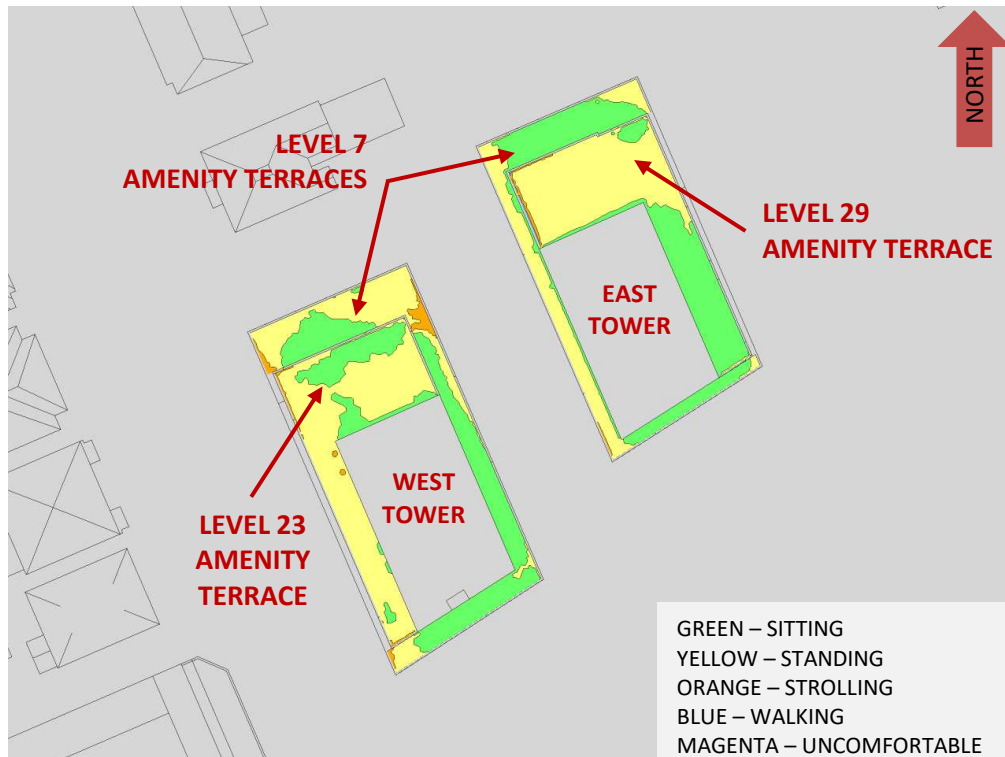 NORTH
LEVEL 7
AMENITY TERRACES
LEVEL 29
AMENITY TERRACE
EAST
TOWER
WEST
TOWER
LEVEL 23
AMENITY
TERRACE
GREEN – SITTING
YELLOW – STANDING
ORANGE – STROLLING
BLUE – WALKING
MAGENTA – UNCOMFORTABLE